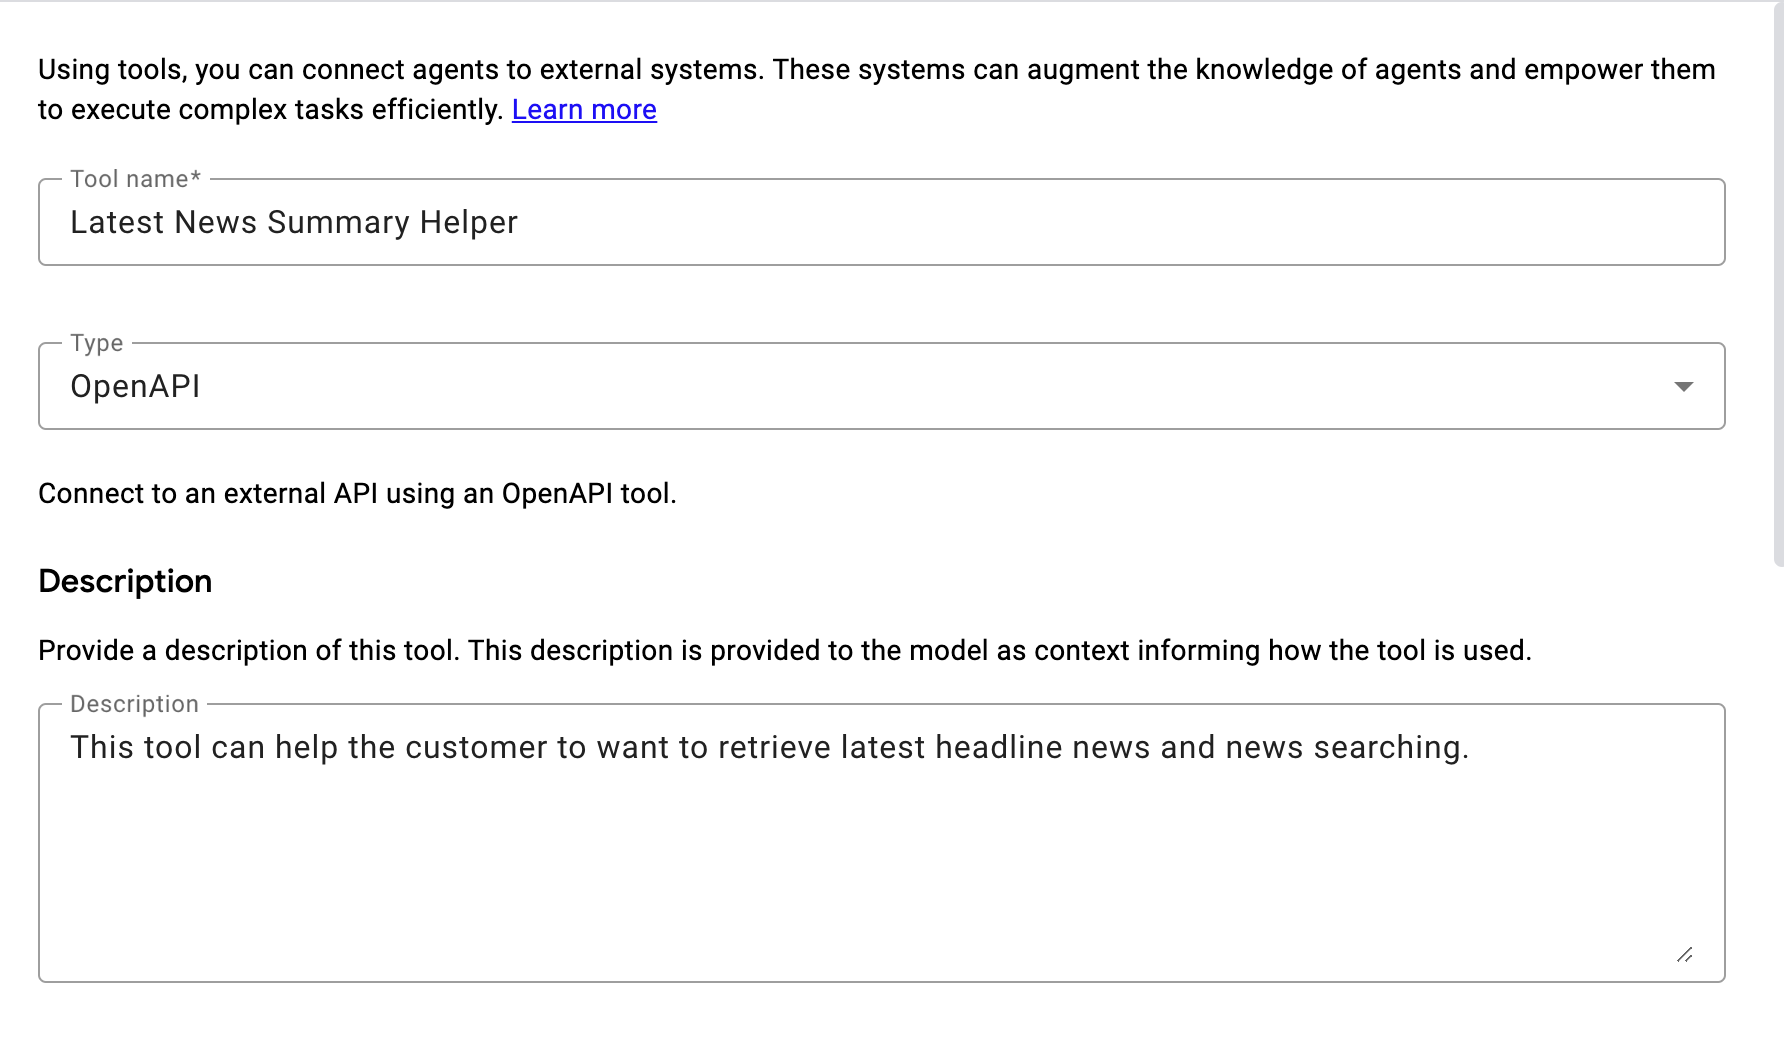 Using tools, you can connect agents to external systems. These systems can augment the knowledge of agents and empower them
to execute complex tasks efficiently. Learn more
Tool name*
Latest News Summary Helper
Type
OpenAPI
Connect to an external API using an OpenAPI tool.
Description
Provide a description of this tool. This description is provided to the model as context informing how the tool is used.
Description
This tool can help the customer to want to retrieve latest headline news and news searching.